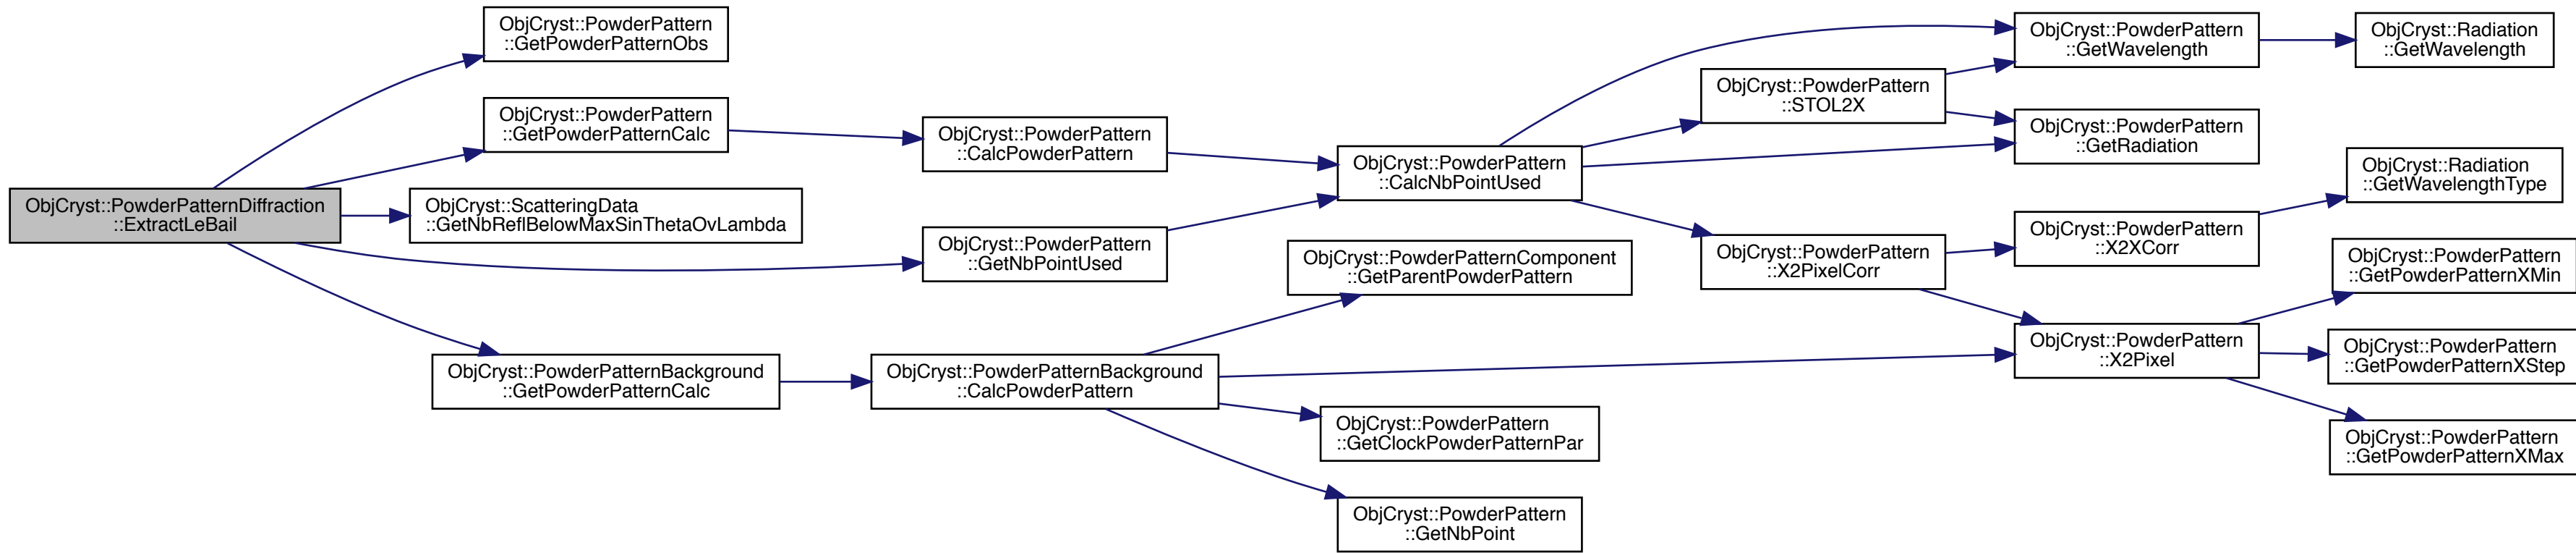 ObjCryst::PowderPatternDiffraction
::ExtractLeBail
ObjCryst::PowderPattern
::GetPowderPatternObs
ObjCryst::PowderPattern
::GetPowderPatternCalc
ObjCryst::ScatteringData
::GetNbReflBelowMaxSinThetaOvLambda
ObjCryst::PowderPatternBackground
::GetPowderPatternCalc
ObjCryst::PowderPattern
::CalcPowderPattern
ObjCryst::PowderPattern
::GetNbPointUsed
ObjCryst::PowderPatternBackground
::CalcPowderPattern
ObjCryst::PowderPattern
::CalcNbPointUsed
ObjCryst::PowderPatternComponent
::GetParentPowderPattern
ObjCryst::PowderPattern
::GetClockPowderPatternPar
ObjCryst::PowderPattern
::GetNbPoint
ObjCryst::PowderPattern
::STOL2X
ObjCryst::PowderPattern
::X2PixelCorr
ObjCryst::PowderPattern
::GetWavelength
ObjCryst::PowderPattern
::GetRadiation
ObjCryst::PowderPattern
::X2XCorr
ObjCryst::PowderPattern
::X2Pixel
ObjCryst::Radiation
::GetWavelength
ObjCryst::Radiation
::GetWavelengthType
ObjCryst::PowderPattern
::GetPowderPatternXMin
ObjCryst::PowderPattern
::GetPowderPatternXStep
ObjCryst::PowderPattern
::GetPowderPatternXMax